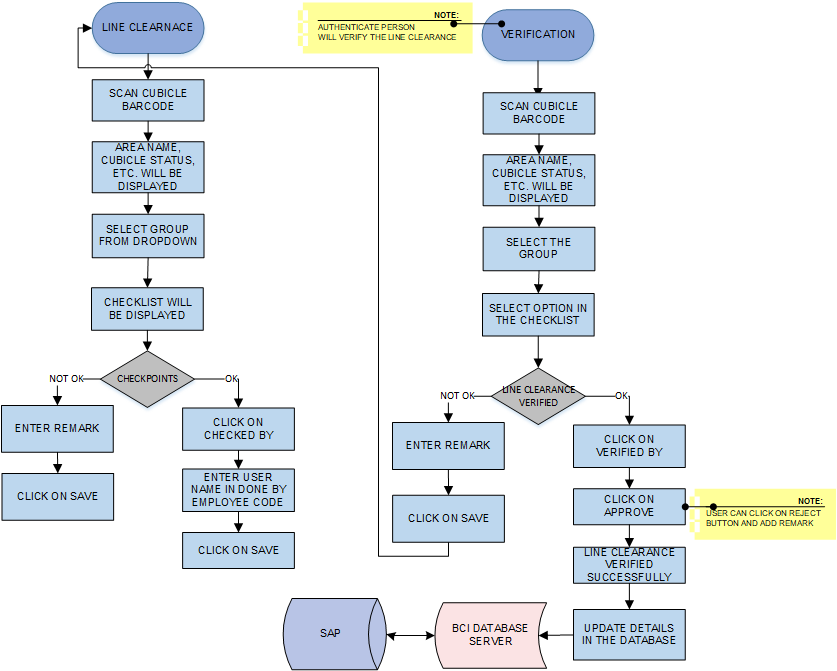 LINE CLEARNACE
SCAN CUBICLE
BARCODE
AREA NAME,
CUBICLE STATUS,
ETC. WILL BE
DISPLAYED
SELECT GROUP
FROM DROPDOWN
CHECKLIST WILL
BE DISPLAYED
CHECKPOINTS
NOT OK
OK
ENTER REMARK
CLICK ON SAVE
CLICK ON
CHECKED BY
ENTER USER
NAME IN DONE BY
EMPLOYEE CODE
CLICK ON SAVE
NOTE:
AUTHENTICATE PERSON
WILL VERIFY THE LINE CLEARANCE
VERIFICATION
SCAN CUBICLE
BARCODE
AREA NAME,
CUBICLE STATUS,
ETC. WILL BE
DISPLAYED
SELECT THE
GROUP
SELECT OPTION IN
THE CHECKLIST
LINE CLEARANCE
VERIFIED
NOT OK
OK
ENTER REMARK
CLICK ON SAVE
CLICK ON
VERIFIED BY
CLICK ON
APPROVE
NOTE:
USER CAN CLICK ON REJECT
BUTTON AND ADD REMARK
LINE CLEARANCE
VERIFIED
SUCCESSFULLY
UPDATE DETAILS
IN THE DATABASE
BCI DATABASE
SERVER
SAP